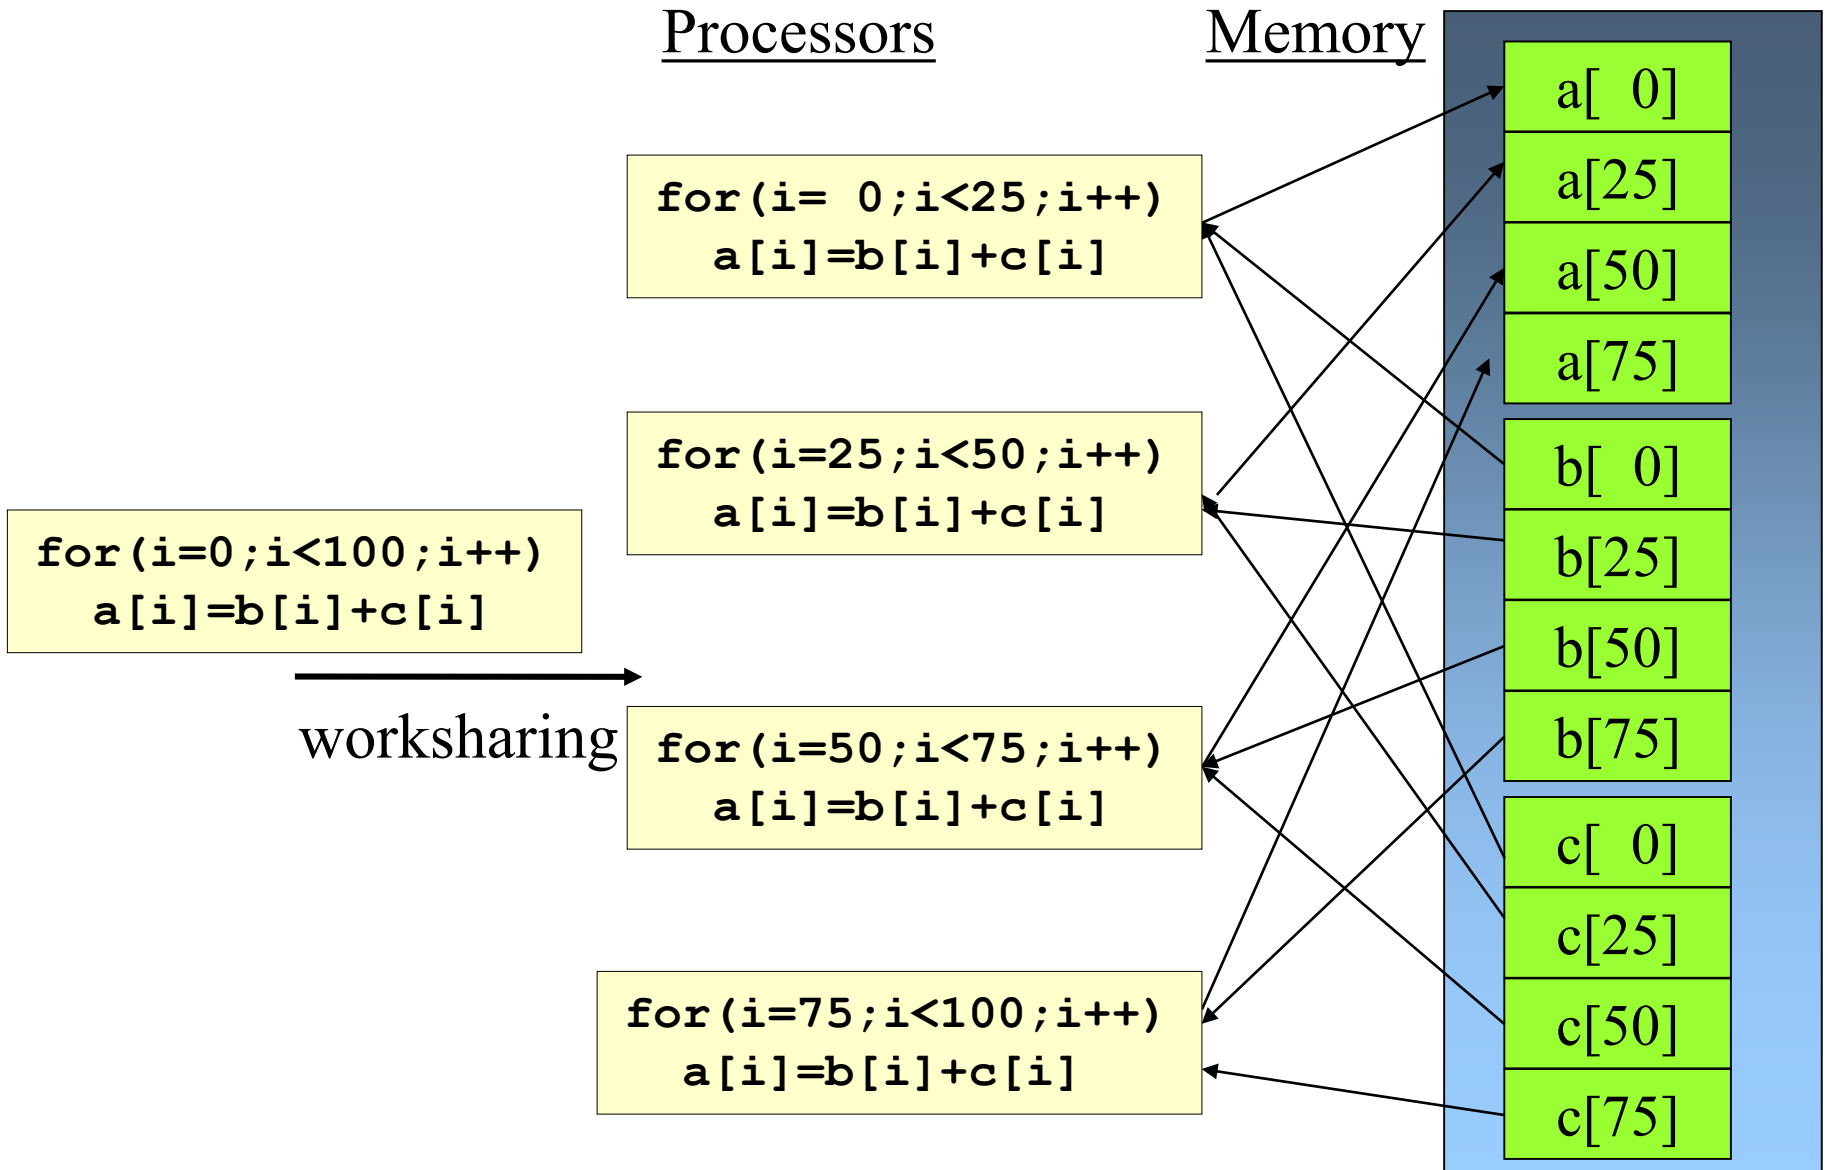 Processors
Memory
for(i=0;i<100;i++)
a[i]=b[i]+c[i]
worksharing
for(i= 0;i<25;i++)
a[i]=b[i]+c[i]
for(i=25;i<50;i++)
a[i]=b[i]+c[i]
for(i=50;i<75;i++)
a[i]=b[i]+c[i]
for(i=75;i<100;i++)
a[i]=b[i]+c[i]
a[ 0]
a[25]
a[50]
a[75]
b[ 0]
b[25]
b[50]
b[75]
c[ 0]
c[25]
c[50]
c[75]